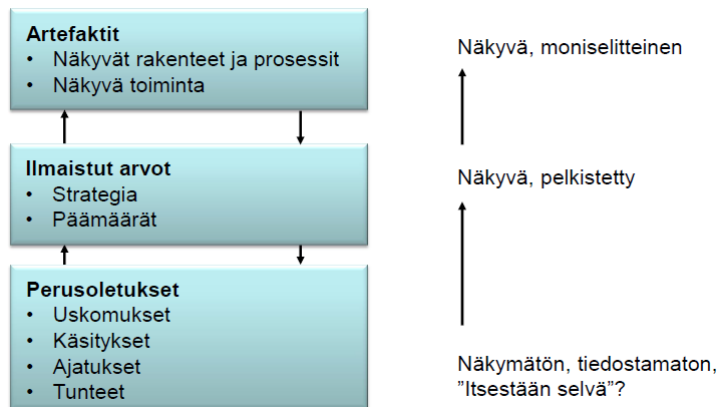 Artefaktit
• Näkyvät rakenteet ja prosessit
• Näkyvä toiminta
Näkyvä, moniselitteinen
Ilmaistut arvot
• Strategia
• Päämäärät
Näkyvä, pelkistetty
Perusoletukset
• Uskomukset
• Käsitykset
• Ajatukset
• Tunteet
Näkymätön, tiedostamaton,
”Itsestään selvä”?